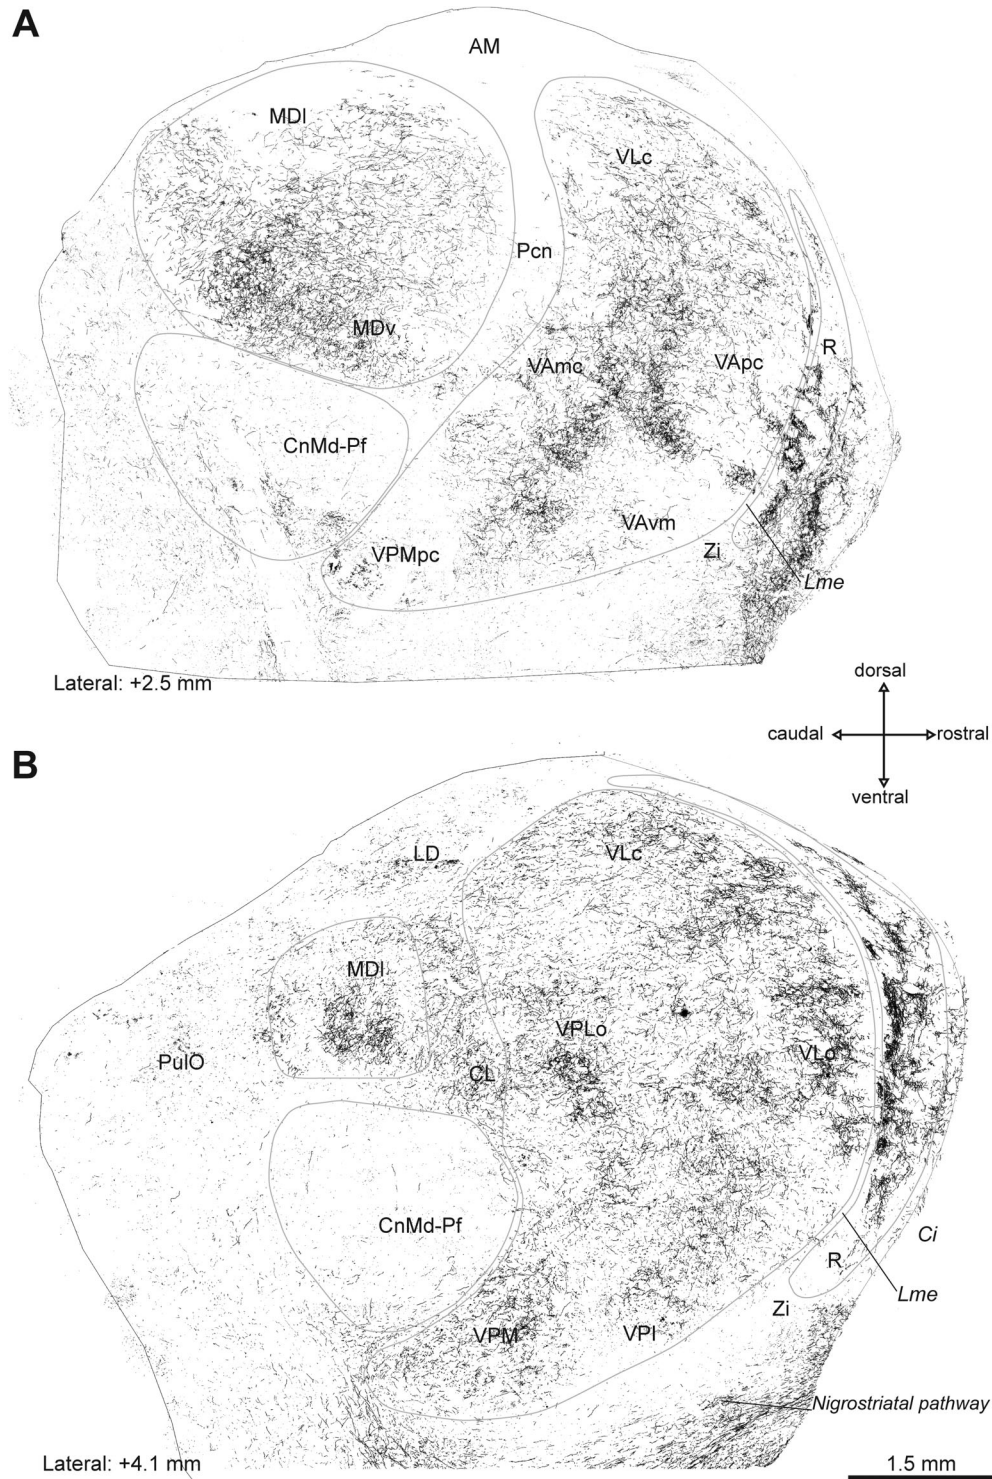 A
AM
MDl
VLc
Pcn
MDv
VAmc
VApc
R
CnMd-Pf
VAvm
VPMpc
Zi
Lme
Lateral: +2.5 mm
dorsal
caudal
rostral
ventral
B
LD
VLc
MDl
PulO
VPLo
CL
VLo
CnMd-Pf
Ci
R
Lme
Zi
VPM
VPI
Nigrostriatal pathway
Lateral: +4.1 mm
1.5 mm